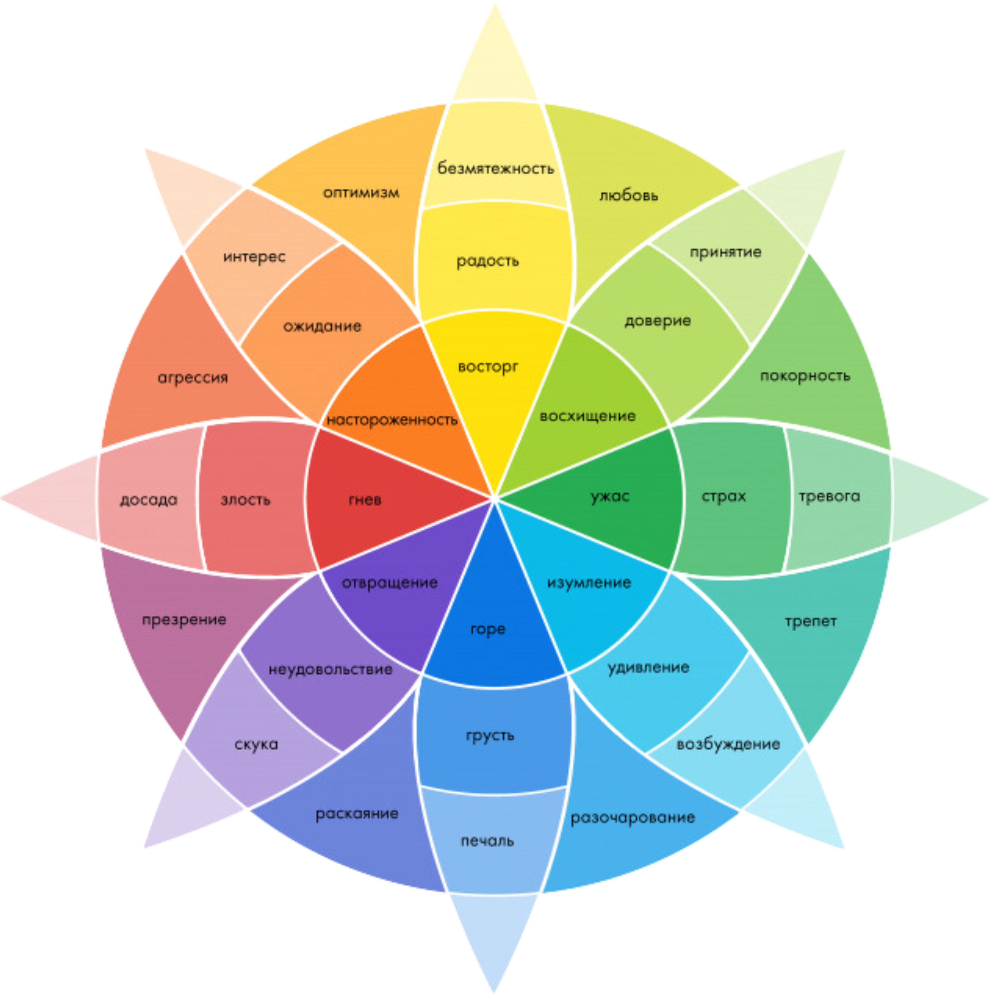 безмятежность
оптимизм
любовь
принятие
интерес
радость
доверие
ожидание
восторг
покорность
агрессия
восхищение
настороженность
досада
злость
гнев
ужас
страх
тревога
отвращение
изумление
презрение
трепет
горе
неудовольствие
удивление
грусть
скука
возбуждение
раскаяние
разочарование
печаль